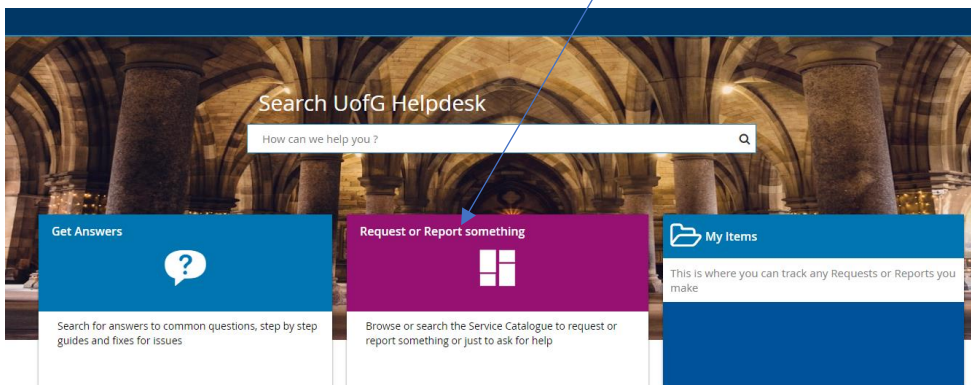 Search UofG Helpdesk
How can we help you ?
Get Answers
?
Search for answers to common questions, step by step
guides and fixes for issues
Request or Report something
Browse or search the Service Catalogue to request or
report something or just to ask for help
My Items
This is where you can track any Requests or Reports you
make